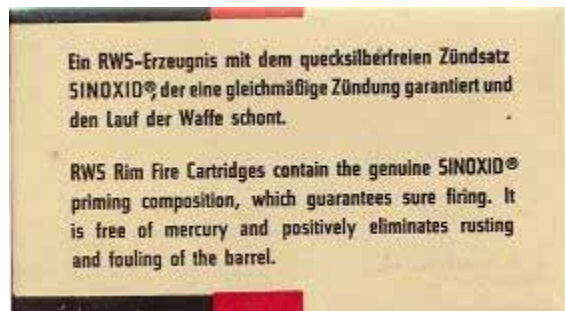 Ein RWS-Erzeugnis mit dem quecksilberfreien Zündsatz
SINOXID®, der eine gleichmäßige Zündung garantiert und
den Lauf der Waffe schont.
RWS Rim Fire Cartridges contain the genuine SINOXID®
priming composition, which guarantees sure firing. It
is free of mercury and positively eliminates rusting
and fouling of the barrel.